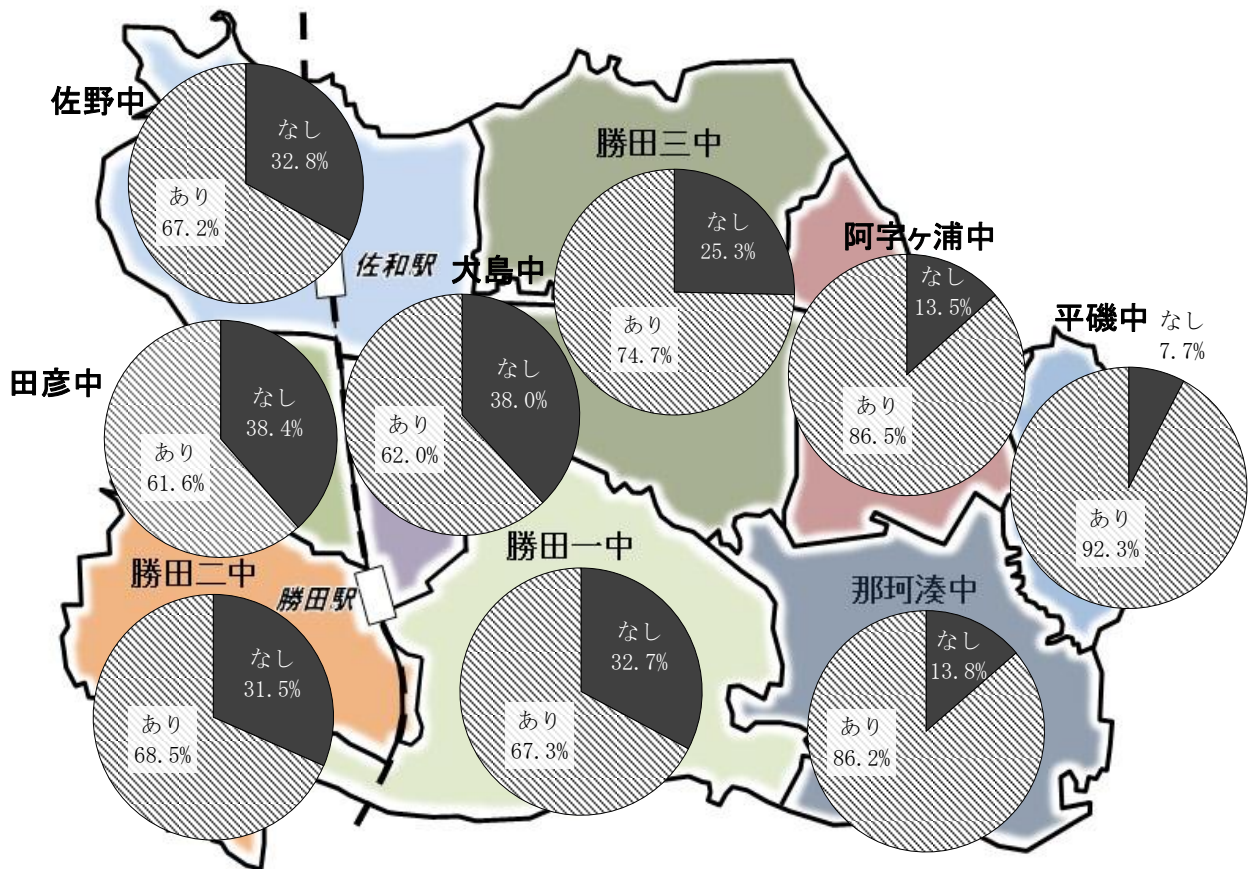 佐野中
なし
32.8%
あり
67.2%
勝田三中
なし
25.3%
あり
74.7%
佐和駅
大島中
なし
38.0%
あり
62.0%
阿字ヶ浦中
なし
13.5%
あり
86.5%
平磯中
なし
7.7%
あり
92.3%
田彦中
なし
38.4%
あり
61.6%
勝田二中
勝田駅
なし
31.5%
あり
68.5%
勝田一中
なし
32.7%
あり
67.3%
那珂湊中
なし
13.8%
あり
86.2%